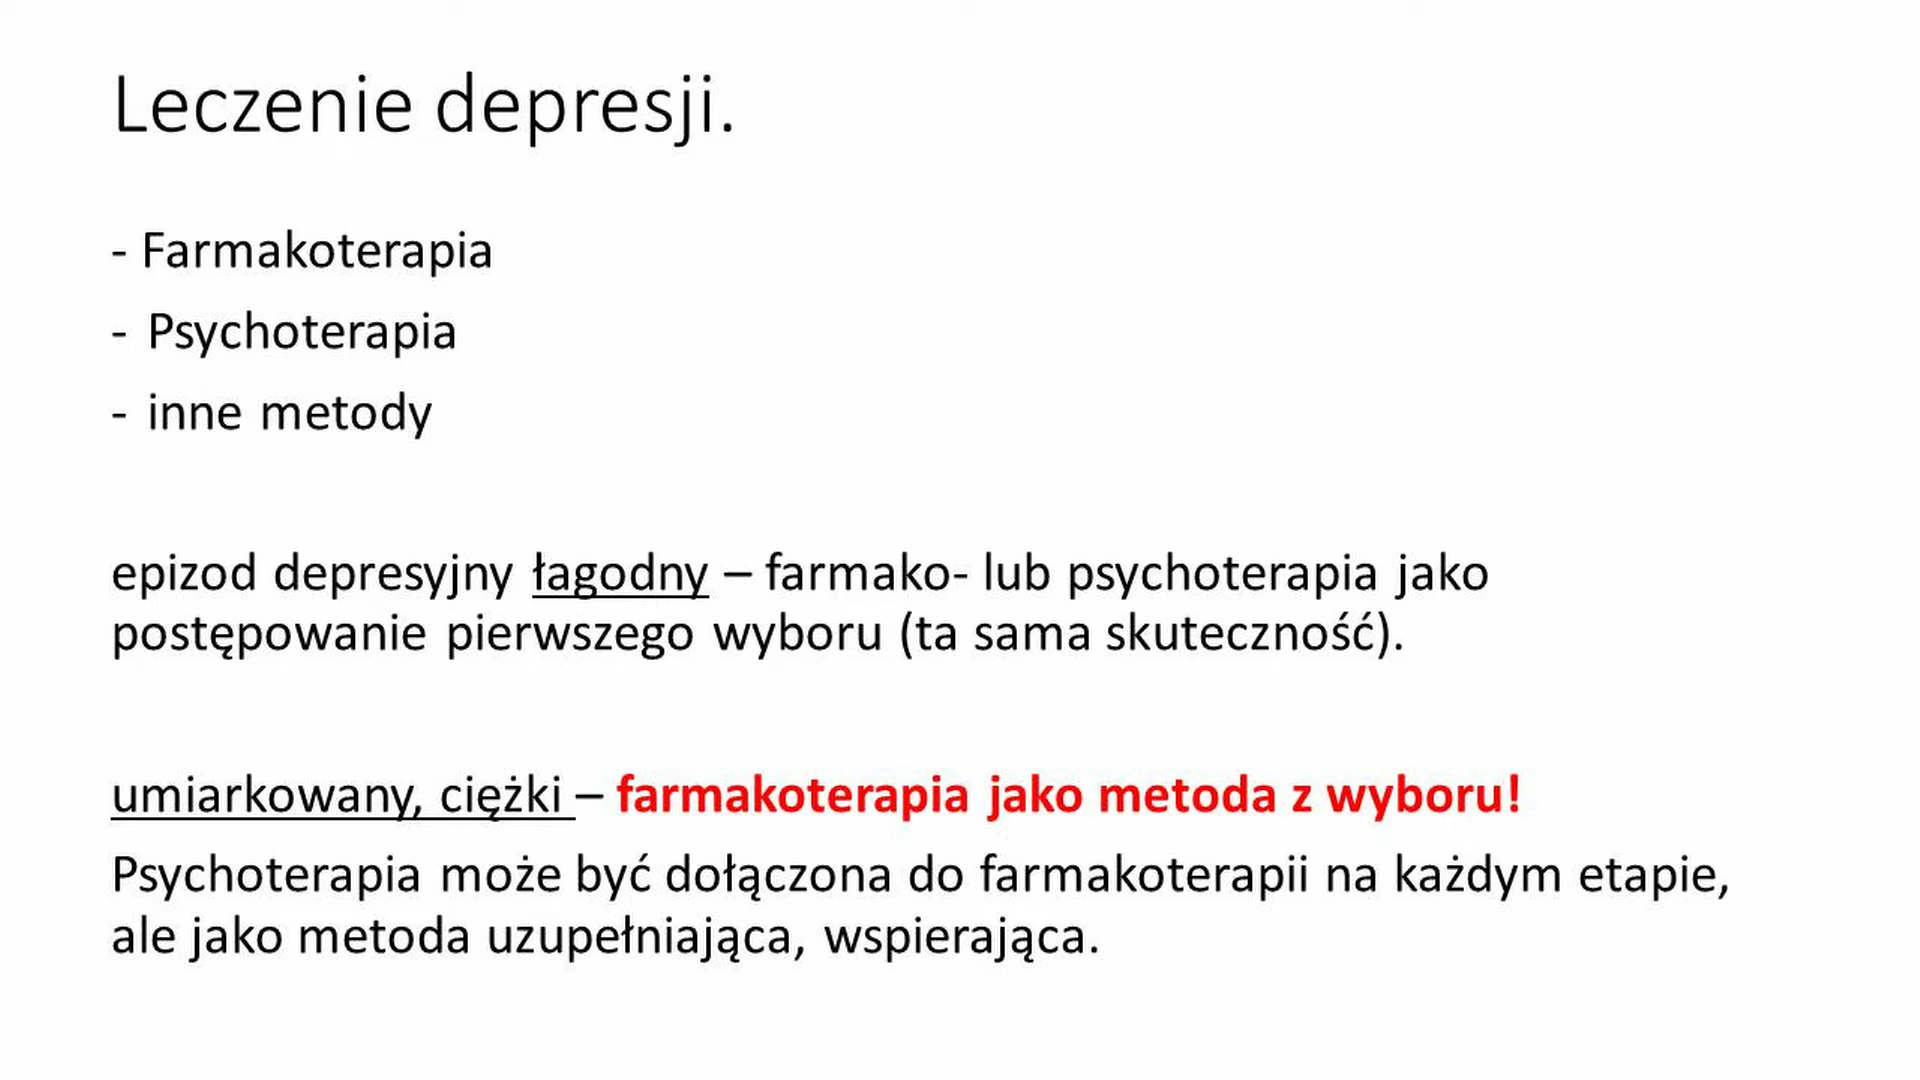 Leczenie depresji.
- Farmakoterapia
- Psychoterapia
- inne metody
epizod depresyjny łagodny – farmako- lub psychoterapia jako
postępowanie pierwszego wyboru (ta sama skuteczność).
umiarkowany, ciężki – farmakoterapia jako metoda z wyboru!
Psychoterapia może być dołączona do farmakoterapii na każdym etapie,
ale jako metoda uzupełniająca, wspierająca.